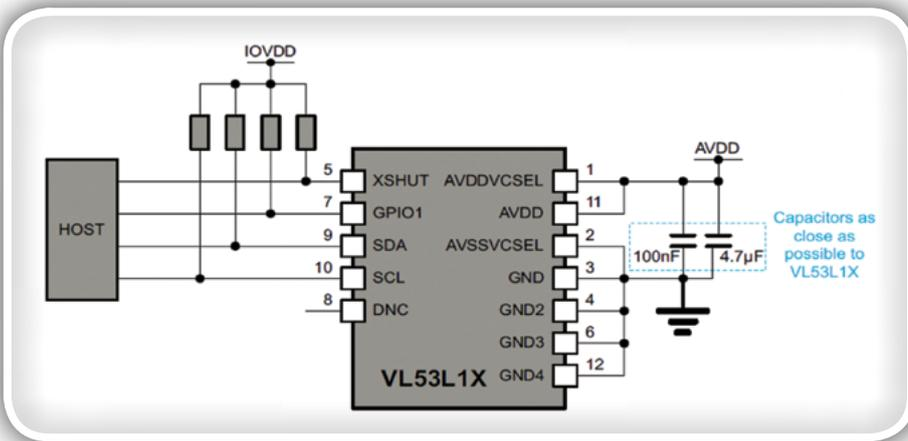 IOVDD
AVDD
HOST
5
XSHUT
AVDDVCSEL
1
7
GPIO1
AVDD
11
9
SDA
AVSSVCSEL
2
10
SCL
GND
3
8
DNC
GND2
4
GND3
6
VL53L1X
GND4
12
100nF
4.7µF
Capacitors as
close as
possible to
VL53L1X